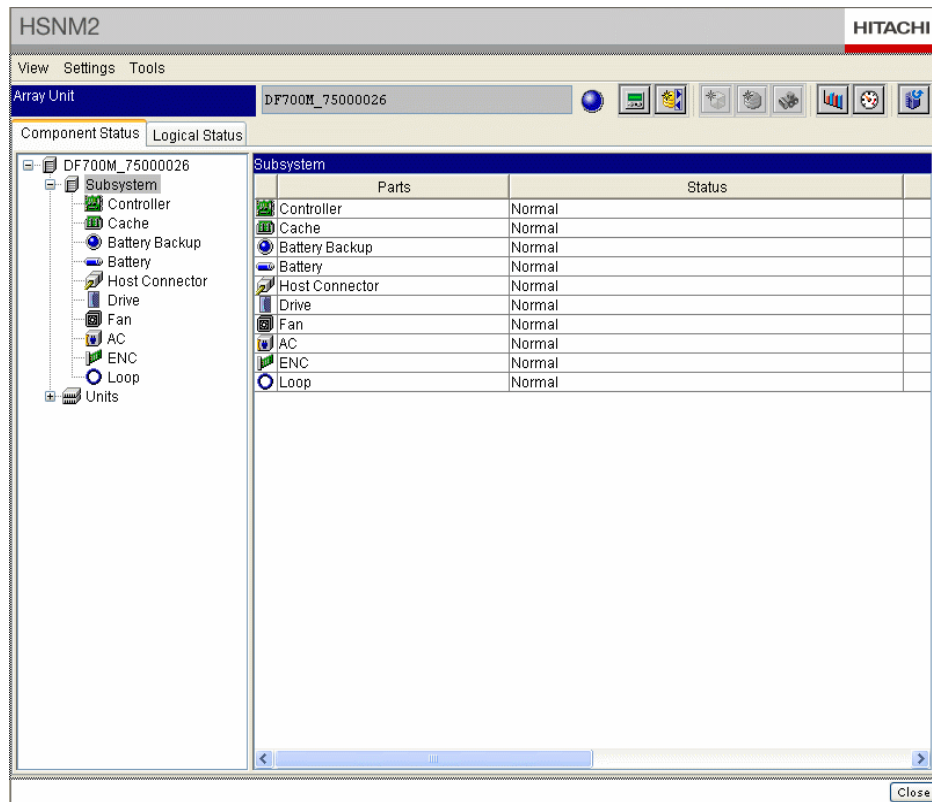 HSNM2
HITACHI
View Settings Tools
Array Unit
DF700M_75000026
Component Status Logical Status
DF700M_75000026
Subsystem
Controller
Cache
Battery Backup
Battery
Host Connector
Drive
Fan
AC
ENC
Loop
Units
Subsystem
Parts Status
Controller Normal
Cache Normal
Battery Backup Normal
Battery Normal
Host Connector Normal
Drive Normal
Fan Normal
AC Normal
ENC Normal
Loop Normal
Close